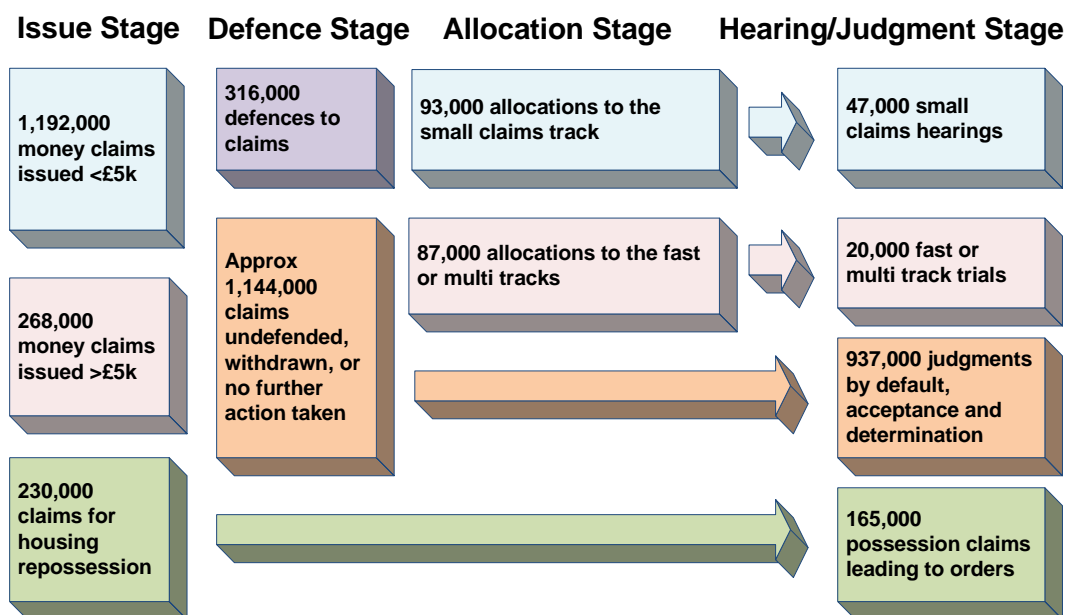 Issue Stage
Defence Stage
Allocation Stage
Hearing/Judgment Stage
1,192,000
money claims
issued <£5k
316,000
defences to
claims
93,000 allocations to the
small claims track
47,000 small
claims hearings
268,000
money claims
issued >£5k
Approx
1,144,000
claims
undefended,
withdrawn, or
no further
action taken
87,000 allocations to the fast
or multi tracks
20,000 fast or
multi track trials
937,000 judgments
by default,
acceptance and
determination
230,000
claims for
housing
repossession
165,000
possession claims
leading to orders